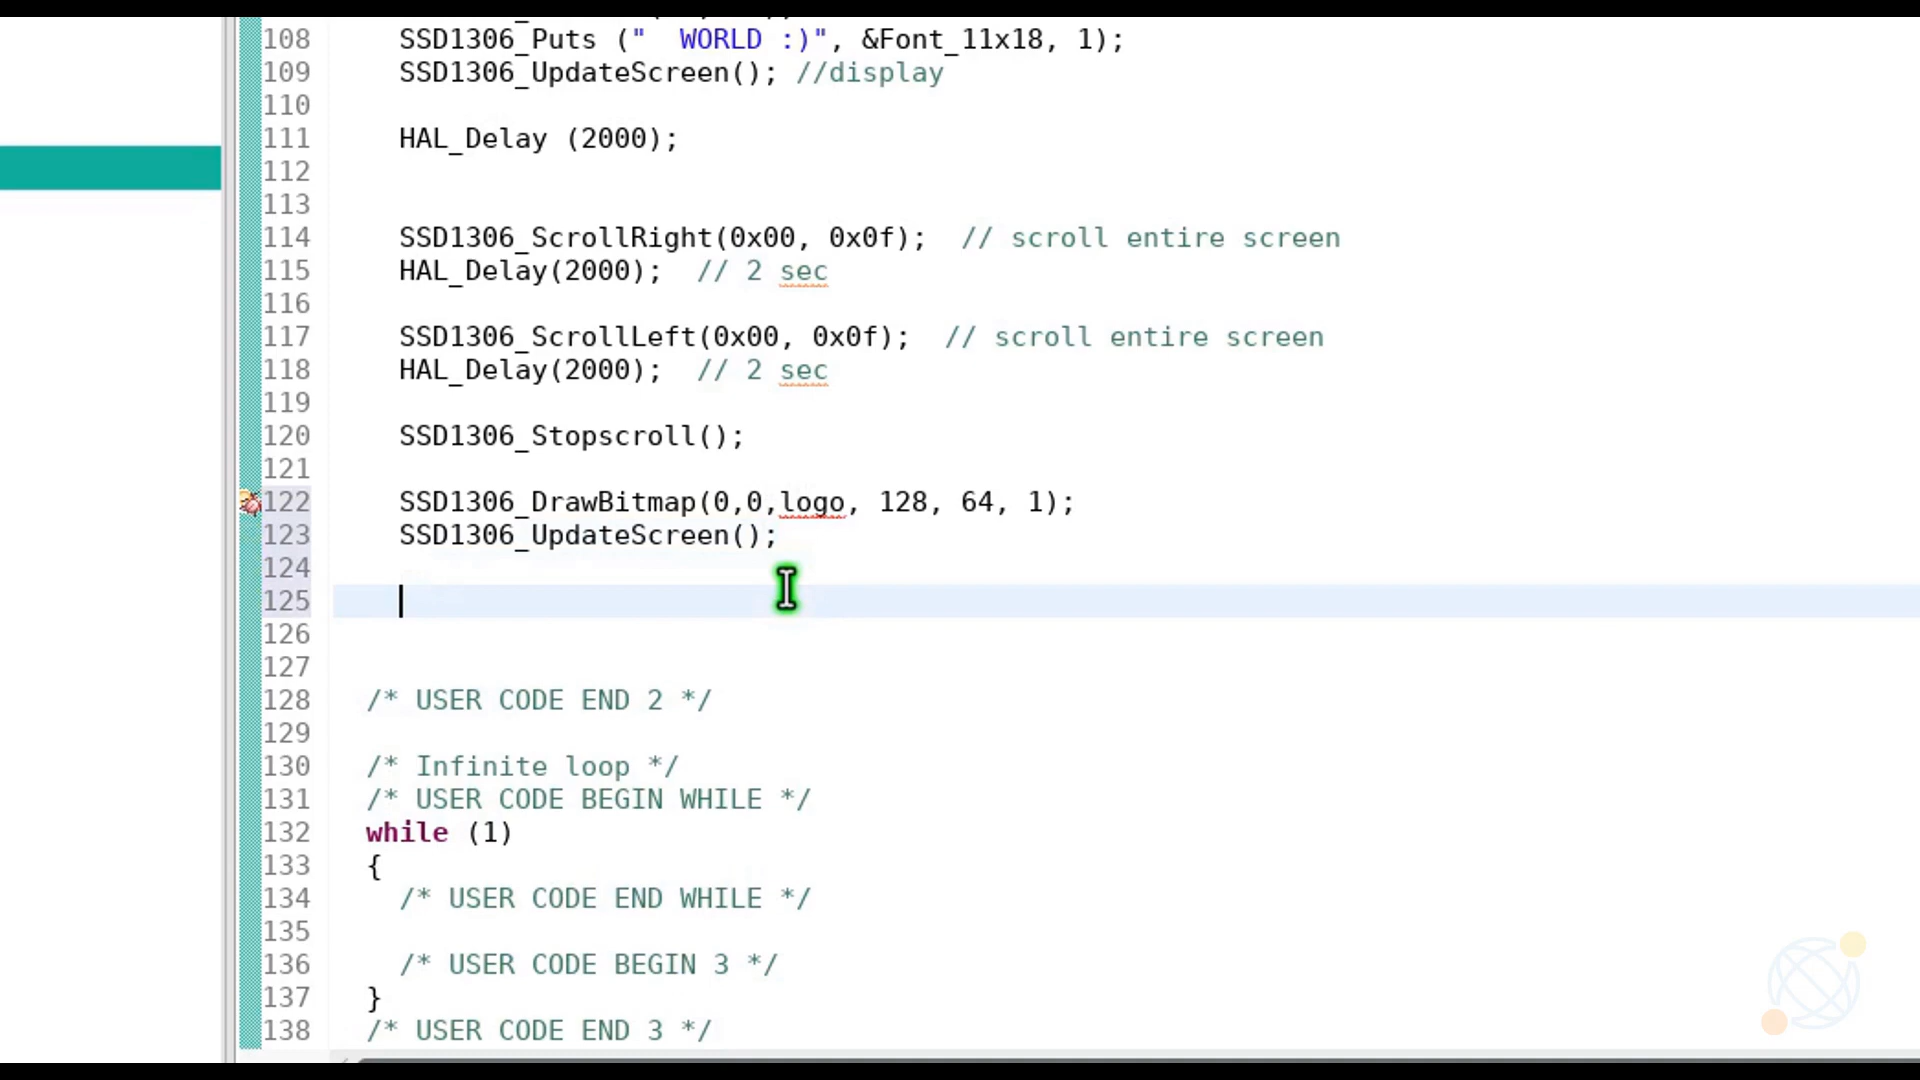 108 SSD1306_Puts ("  WORLD :)", &Font_11x18, 1);
109 SSD1306_UpdateScreen(); //display
110
111 HAL_Delay (2000);
112
113
114 SSD1306_ScrollRight(0x00, 0x0f);  // scroll entire screen
115 HAL_Delay(2000);  // 2 sec
116
117 SSD1306_ScrollLeft(0x00, 0x0f);  // scroll entire screen
118 HAL_Delay(2000);  // 2 sec
119
120 SSD1306_Stopscroll();
121
122 SSD1306_DrawBitmap(0,0,logo, 128, 64, 1);
123 SSD1306_UpdateScreen();
124
125
126
127
128 /* USER CODE END 2 */
129
130 /* Infinite loop */
131 /* USER CODE BEGIN WHILE */
132 while (1)
133 {
134 /* USER CODE END WHILE */
135
136 /* USER CODE BEGIN 3 */
137 }
138 /* USER CODE END 3 */